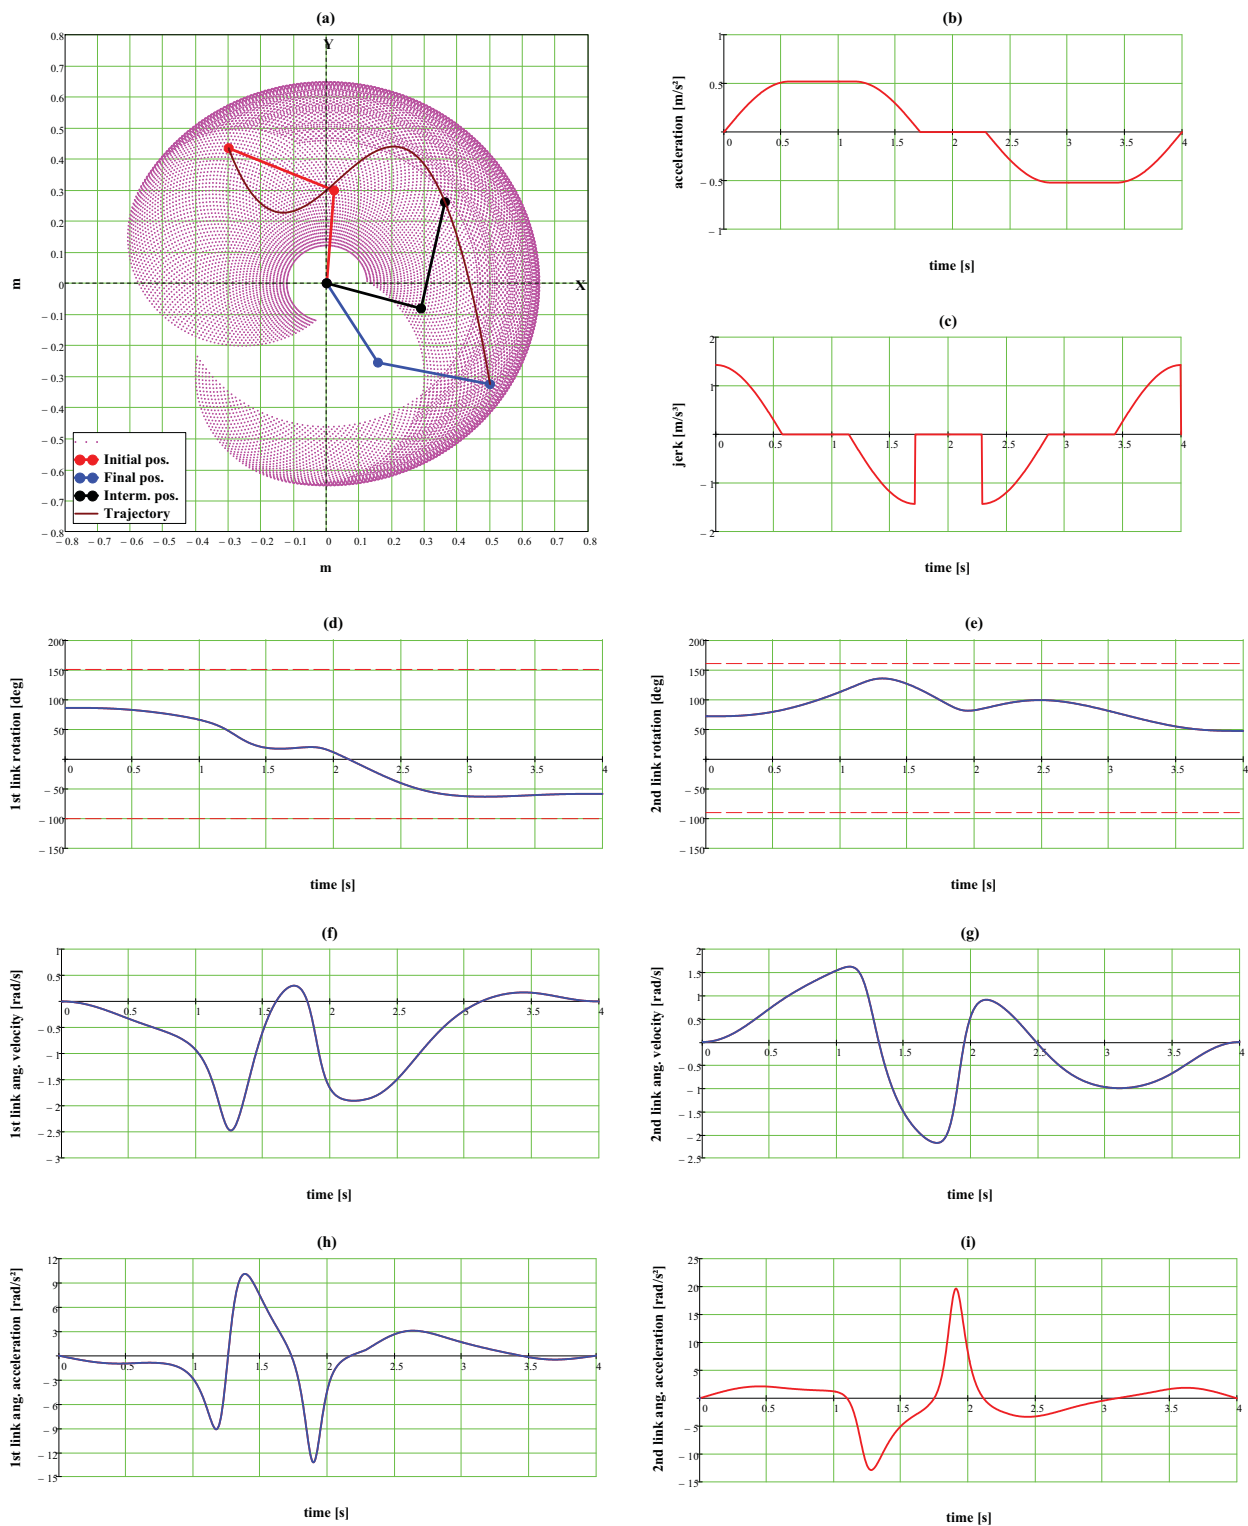 (a)
0.8
0.7
0.6
0.5
0.4
0.3
0.2
0.1
0
– 0.1
– 0.2
– 0.3
– 0.4
– 0.5
– 0.6
– 0.7
– 0.8
– 0.8 – 0.7 – 0.6 – 0.5 – 0.4 – 0.3 – 0.2 – 0.1 0 0.1 0.2 0.3 0.4 0.5 0.6 0.7 0.8
Y
X
m
m
Initial pos.
Final pos.
Interm. pos.
Trajectory
(b)
acceleration [m/s²]
1
0.5
– 0.5
– 1
0 0.5 1 1.5 2 2.5 3 3.5 4
time [s]
(c)
jerk [m/s³]
2
1
– 1
– 2
0 0.5 1 1.5 2 2.5 3 3.5 4
time [s]
(d)
1st link rotation [deg]
200
150
100
50
– 50
– 100
– 150
0 0.5 1 1.5 2 2.5 3 3.5 4
time [s]
(e)
2nd link rotation [deg]
200
150
100
50
– 50
– 100
– 150
0 0.5 1 1.5 2 2.5 3 3.5 4
time [s]
(f)
1st link ang. velocity [rad/s]
1
0.5
– 0.5
– 1
– 1.5
– 2
– 2.5
– 3
0 0.5 1 1.5 2 2.5 3 3.5 4
time [s]
(g)
2nd link ang. velocity [rad/s]
2
1.5
1
0.5
– 0.5
– 1
– 1.5
– 2
– 2.5
0 0.5 1 1.5 2 2.5 3 3.5 4
time [s]
(h)
1st link ang. acceleration [rad/s²]
12
9
6
3
– 3
– 6
– 9
– 12
– 15
0 0.5 1 1.5 2 2.5 3 3.5 4
time [s]
(i)
2nd link ang. acceleration [rad/s²]
25
20
15
10
5
– 5
– 10
– 15
0 0.5 1 1.5 2 2.5 3 3.5 4
time [s]